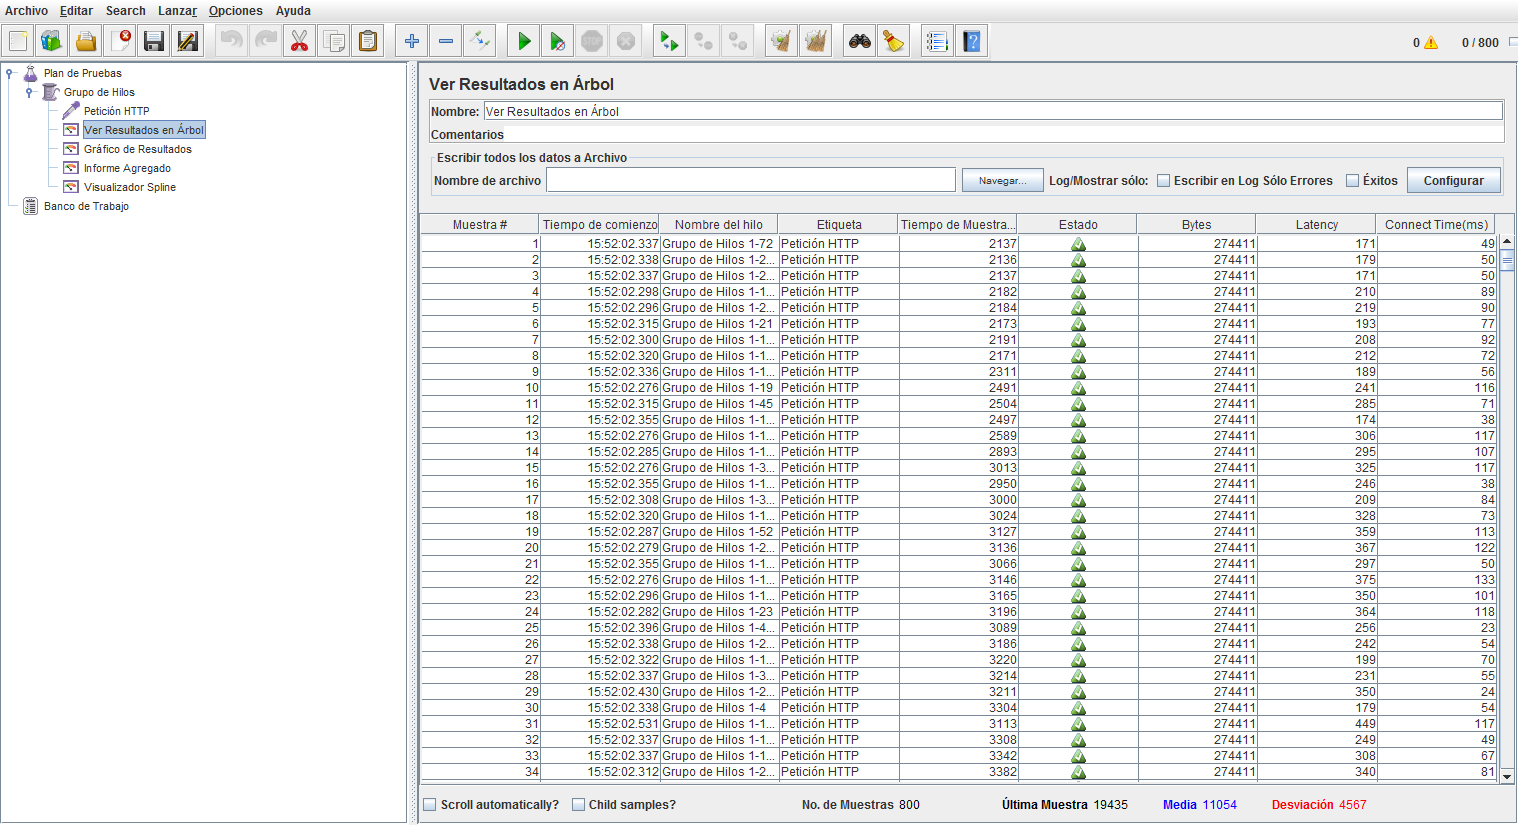 Archivo Editar Search Lanzar Opciones Ayuda
STOP
0 0 / 800
Plan de Pruebas
Grupo de Hilos
Petición HTTP
Ver Resultados en Árbol
Gráfico de Resultados
Informe Agregado
Visualizador Spline
Banco de Trabajo
Ver Resultados en Árbol
Nombre: Ver Resultados en Árbol
Comentarios
Escribir todos los datos a Archivo
Nombre de archivo Navegar... Log/Mostrar sólo: Escribir en Log Sólo Errores Éxitos Configurar
Muestra # Tiempo de comienzo Nombre del hilo Etiqueta Tiempo de Muestra... Estado Bytes Latency Connect Time(ms)
1 15:52:02.337 Grupo de Hilos 1-72 Petición HTTP 2137 274411 171 49
2 15:52:02.338 Grupo de Hilos 1-2... Petición HTTP 2136 274411 179 50
3 15:52:02.337 Grupo de Hilos 1-2... Petición HTTP 2137 274411 171 50
4 15:52:02.298 Grupo de Hilos 1-1... Petición HTTP 2182 274411 210 89
5 15:52:02.296 Grupo de Hilos 1-2... Petición HTTP 2184 274411 219 90
6 15:52:02.315 Grupo de Hilos 1-21 Petición HTTP 2173 274411 193 77
7 15:52:02.300 Grupo de Hilos 1-1... Petición HTTP 2191 274411 208 92
8 15:52:02.320 Grupo de Hilos 1-1... Petición HTTP 2171 274411 212 72
9 15:52:02.336 Grupo de Hilos 1-1... Petición HTTP 2311 274411 189 56
10 15:52:02.276 Grupo de Hilos 1-19 Petición HTTP 2491 274411 241 116
11 15:52:02.315 Grupo de Hilos 1-45 Petición HTTP 2504 274411 285 71
12 15:52:02.355 Grupo de Hilos 1-1... Petición HTTP 2497 274411 174 38
13 15:52:02.276 Grupo de Hilos 1-1... Petición HTTP 2589 274411 306 117
14 15:52:02.285 Grupo de Hilos 1-1... Petición HTTP 2893 274411 295 107
15 15:52:02.276 Grupo de Hilos 1-3... Petición HTTP 3013 274411 325 117
16 15:52:02.355 Grupo de Hilos 1-1... Petición HTTP 2950 274411 246 38
17 15:52:02.308 Grupo de Hilos 1-3... Petición HTTP 3000 274411 209 84
18 15:52:02.320 Grupo de Hilos 1-1... Petición HTTP 3024 274411 328 73
19 15:52:02.287 Grupo de Hilos 1-52 Petición HTTP 3127 274411 359 113
20 15:52:02.279 Grupo de Hilos 1-2... Petición HTTP 3136 274411 367 122
21 15:52:02.355 Grupo de Hilos 1-1... Petición HTTP 3066 274411 297 50
22 15:52:02.276 Grupo de Hilos 1-1... Petición HTTP 3146 274411 375 133
23 15:52:02.296 Grupo de Hilos 1-1... Petición HTTP 3165 274411 350 101
24 15:52:02.282 Grupo de Hilos 1-23 Petición HTTP 3196 274411 364 118
25 15:52:02.396 Grupo de Hilos 1-4... Petición HTTP 3089 274411 256 23
26 15:52:02.338 Grupo de Hilos 1-2... Petición HTTP 3186 274411 242 54
27 15:52:02.322 Grupo de Hilos 1-1... Petición HTTP 3220 274411 199 70
28 15:52:02.337 Grupo de Hilos 1-3... Petición HTTP 3214 274411 231 55
29 15:52:02.430 Grupo de Hilos 1-2... Petición HTTP 3211 274411 350 24
30 15:52:02.338 Grupo de Hilos 1-4 Petición HTTP 3304 274411 179 54
31 15:52:02.531 Grupo de Hilos 1-1... Petición HTTP 3113 274411 449 117
32 15:52:02.337 Grupo de Hilos 1-1... Petición HTTP 3308 274411 249 49
33 15:52:02.337 Grupo de Hilos 1-1... Petición HTTP 3342 274411 308 67
34 15:52:02.312 Grupo de Hilos 1-2... Petición HTTP 3382 274411 340 81
Scroll automatically? Child samples? No. de Muestras 800 Última Muestra 19435 Media 11054 Desviación 4567